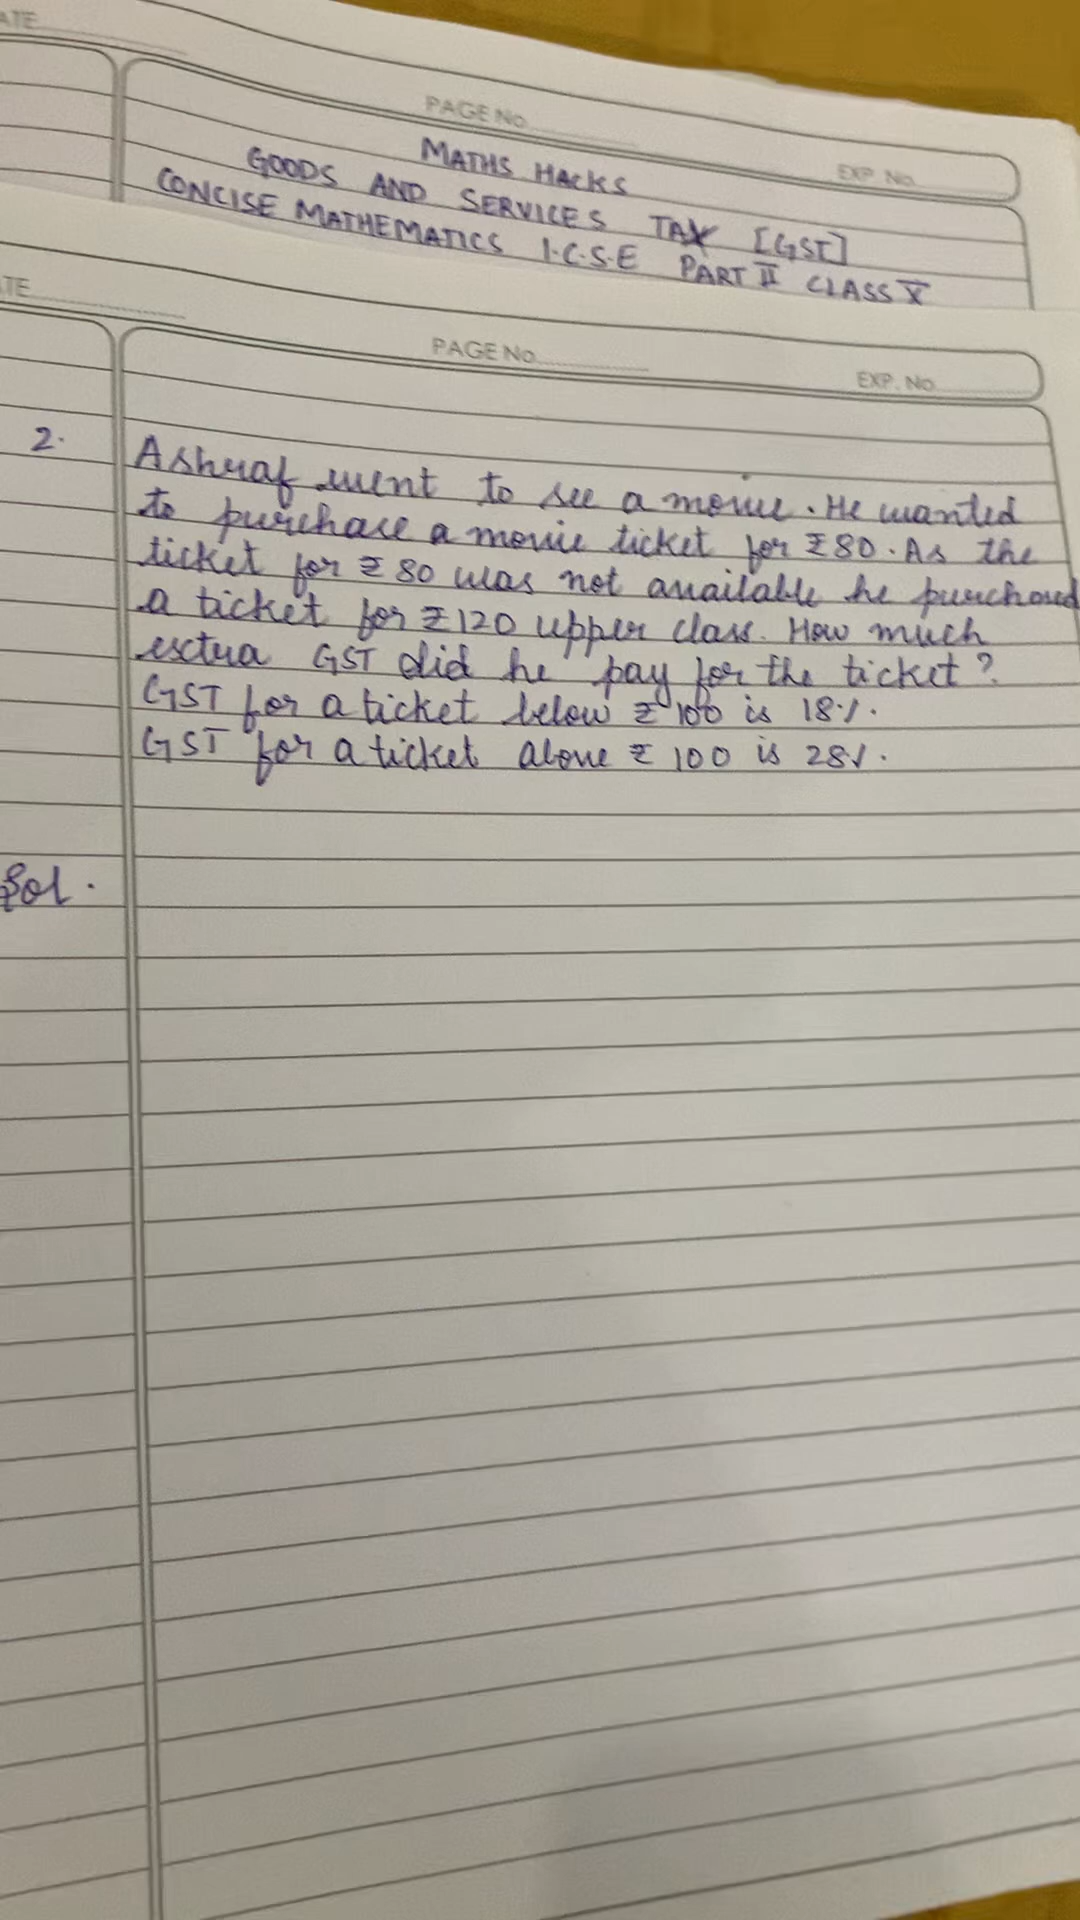 ATE
PAGE No.
EXP. No.
MATHS HACKS
GOODS AND SERVICES TAX [GST]
CONCISE MATHEMATICS I.C.S.E PART II CLASS X
TE
PAGE No.
EXP. No.
2. Ashraf went to see a movie. He wanted
to purchase a movie ticket for ₹80. As the
ticket for ₹80 was not available he purchased
a ticket for ₹120 upper class. How much
extra GST did he pay for the ticket?
GST for a ticket below ₹100 is 18%.
GST for a ticket above ₹100 is 28%.
Sol.